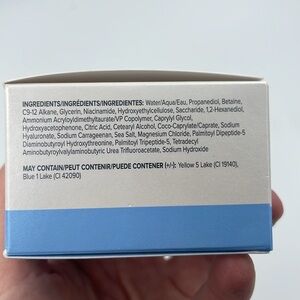 INGREDIENTS/INGRÉDIENTS/INGREDIENTES: Water/Aqua/Eau, Propanediol, Betaine,
C9-12 Alkane, Glycerin, Niacinamide, Hydroxyethylcellulose, Saccharide, 1,2-Hexanediol,
Ammonium Acryloyldimethyltaurate/VP Copolymer, Caprylyl Glycol,
Hydroxyacetophenone, Citric Acid, Cetearyl Alcohol, Coco-Caprylate/Caprate, Sodium
Hyaluronate, Sodium Carrageenan, Sea Salt, Magnesium Chloride, Palmitoyl Dipeptide-5
Diaminobutyroyl Hydroxythreonine, Palmitoyl Tripeptide-5, Tetradecyl
Aminobutyroylvalylaminobutyric Urea Trifluoroacetate, Sodium Hydroxide
MAY CONTAIN/PEUT CONTENIR/PUEDE CONTENER (+/-): Yellow 5 Lake (CI 19140),
Blue 1 Lake (CI 42090)